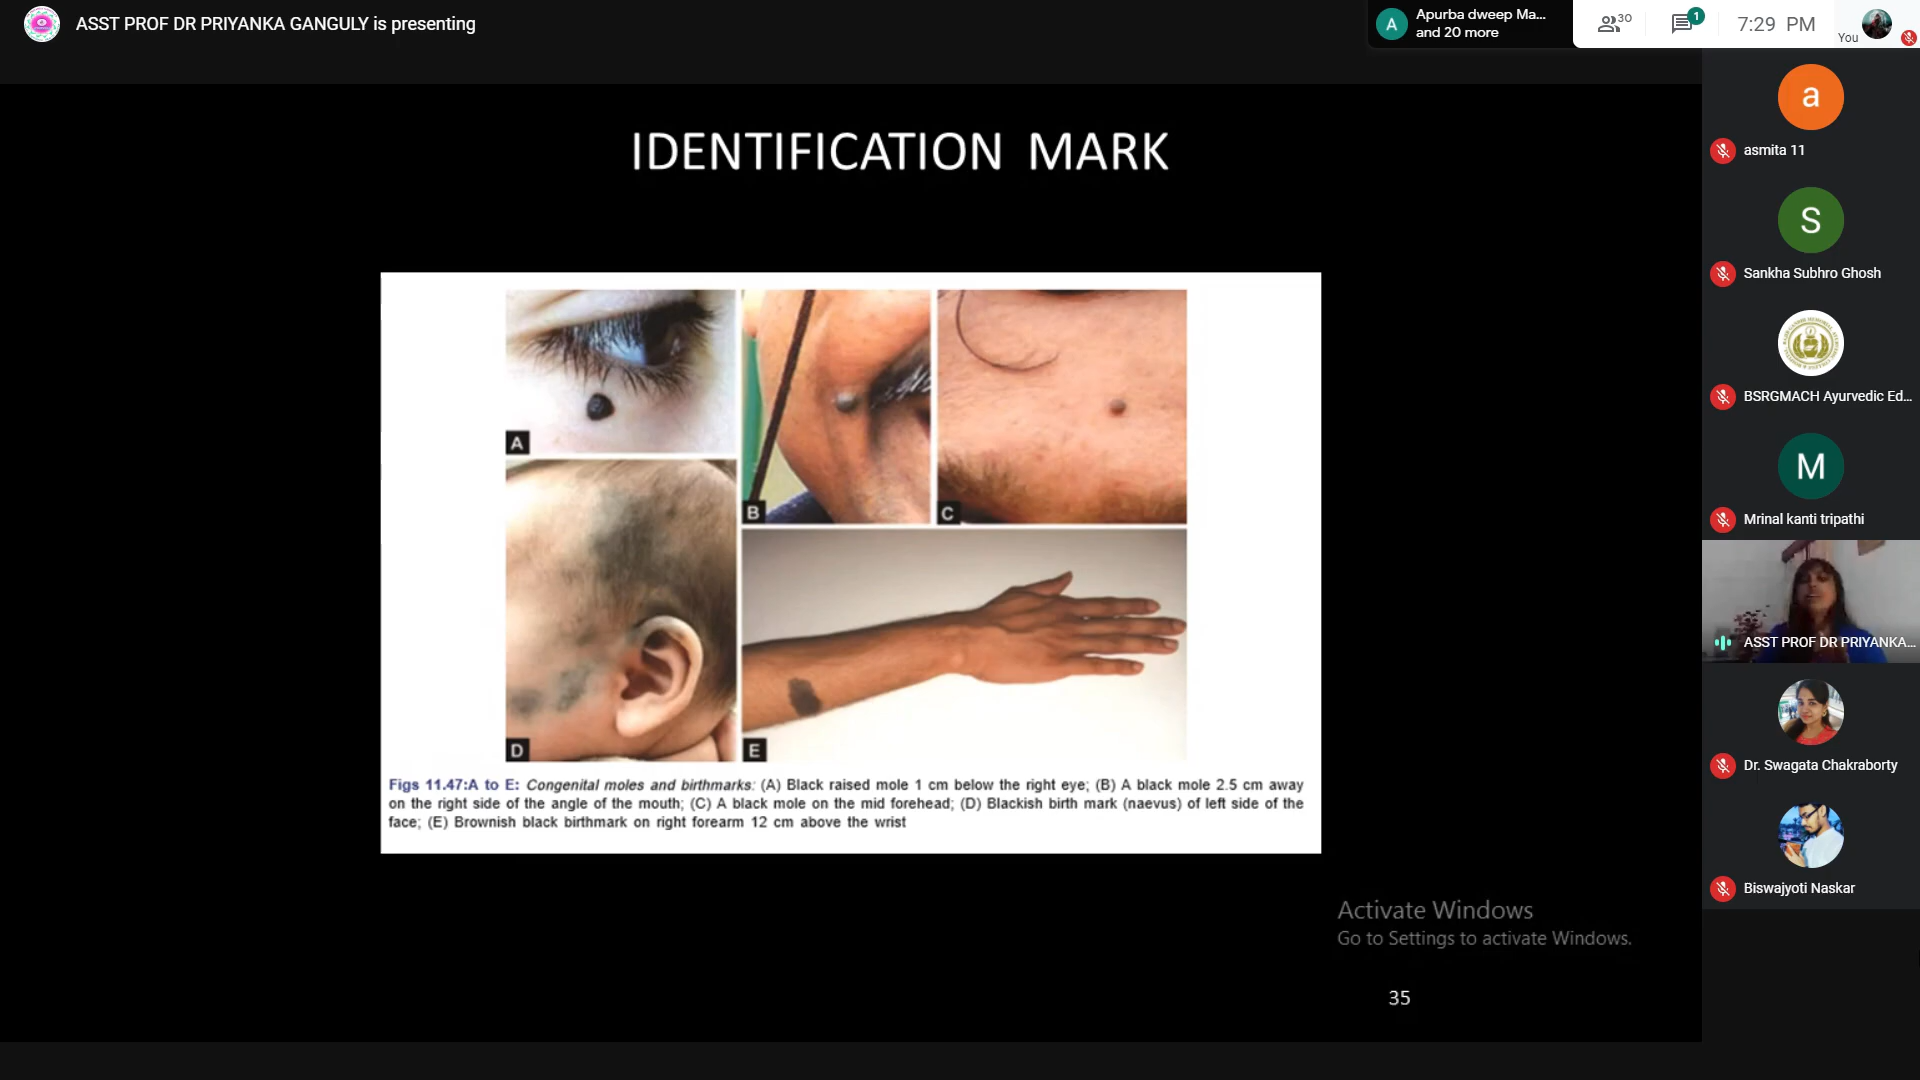 ASST PROF DR PRIYANKA GANGULY is presenting
A
Apurba dweep Ma...
and 20 more
30
1
7:29 PM
You
IDENTIFICATION MARK
A
B
C
D
E
Figs 11.47:A to E: Congenital moles and birthmarks: (A) Black raised mole 1 cm below the right eye; (B) A black mole 2.5 cm away
on the right side of the angle of the mouth; (C) A black mole on the mid forehead; (D) Blackish birth mark (naevus) of left side of the
face; (E) Brownish black birthmark on right forearm 12 cm above the wrist
Activate Windows
Go to Settings to activate Windows.
35
a
asmita 11
S
Sankha Subhro Ghosh
BSRGMACH Ayurvedic Ed...
M
Mrinal kanti tripathi
ASST PROF DR PRIYANKA...
Dr. Swagata Chakraborty
Biswajyoti Naskar